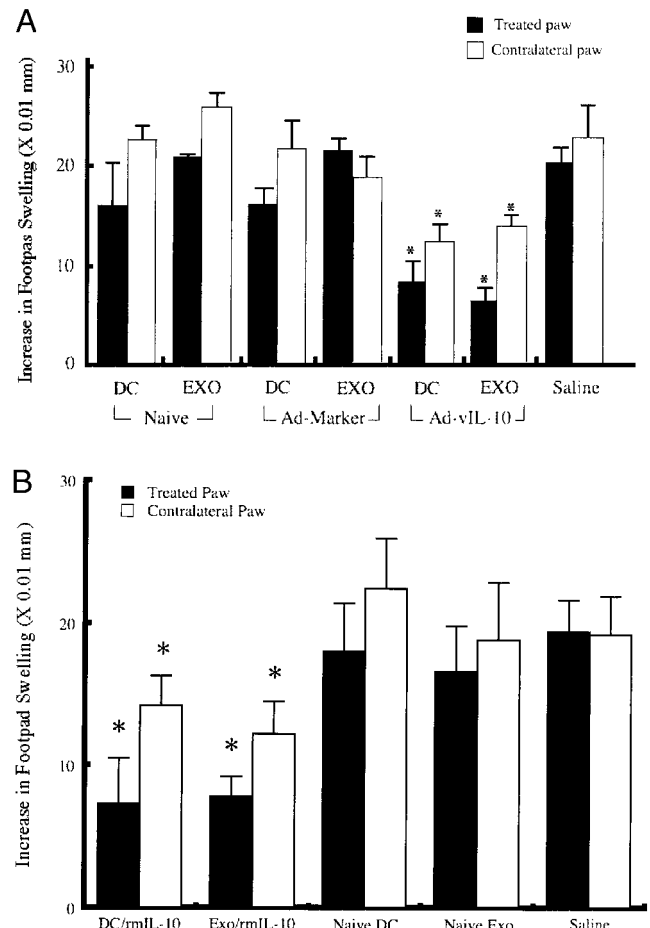 A
Treated paw
Contralateral paw
Increase in Footpas Swelling (X 0.01 mm)
30
20
10
0
* * * *
DC EXO DC EXO DC EXO Saline
Naive Ad-Marker Ad-vIL-10
B
Treated Paw
Contralateral Paw
Increase in Footpad Swelling (X 0.01 mm)
30
20
10
0
* * * *
DC/rmIL-10 Exo/rmIL-10 Naive DC Naive Exo Saline